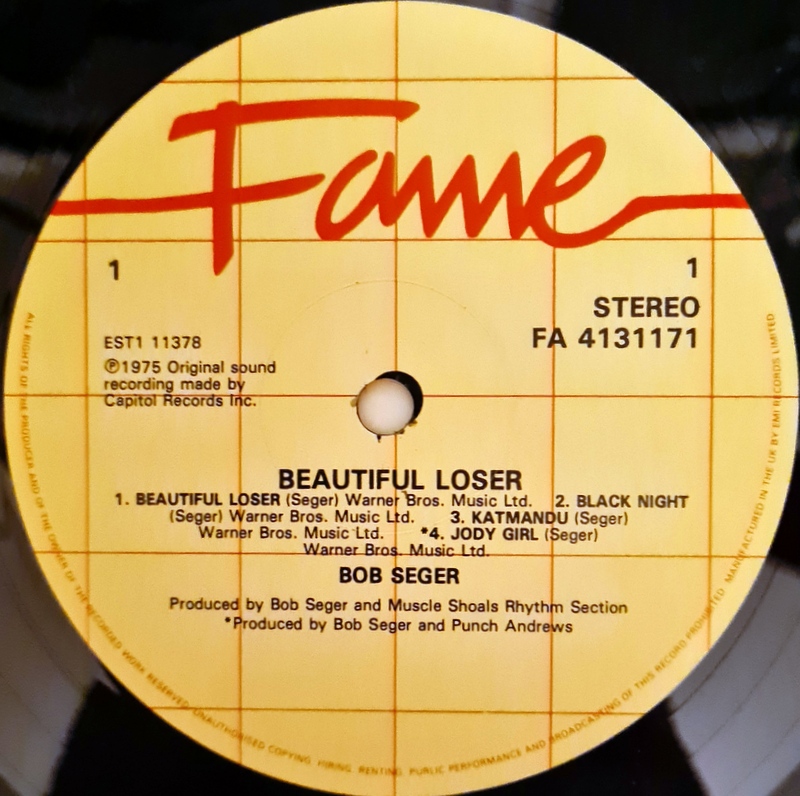 Fame
1
1
STEREO
FA 4131171
EST1 11378
℗1975 Original sound
recording made by
Capitol Records Inc.
BEAUTIFUL LOSER
1. BEAUTIFUL LOSER (Seger) Warner Bros. Music Ltd. 2. BLACK NIGHT
(Seger) Warner Bros. Music Ltd. 3. KATMANDU (Seger)
Warner Bros. Music Ltd. *4. JODY GIRL (Seger)
Warner Bros. Music Ltd.
BOB SEGER
Produced by Bob Seger and Muscle Shoals Rhythm Section
*Produced by Bob Seger and Punch Andrews
ALL RIGHTS OF THE PRODUCER AND OF THE OWNER OF THE RECORDED WORK RESERVED. UNAUTHORISED COPYING, HIRING, RENTING, PUBLIC PERFORMANCE AND BROADCASTING OF THIS RECORD PROHIBITED. MANUFACTURED IN THE UK BY EMI RECORDS LIMITED